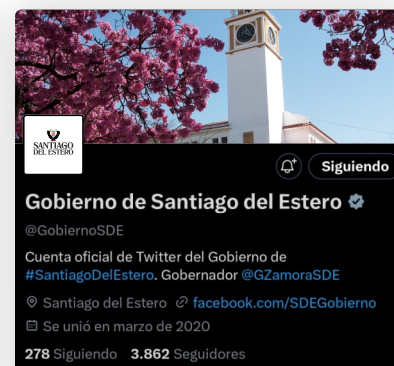 SANTIAGO
DEL ESTERO
Siguiendo
Gobierno de Santiago del Estero
@GobiernoSDE
Cuenta oficial de Twitter del Gobierno de
#SantiagoDelEstero. Gobernador @GZamoraSDE
Santiago del Estero facebook.com/SDEGobierno
Se unió en marzo de 2020
278 Siguiendo 3.862 Seguidores